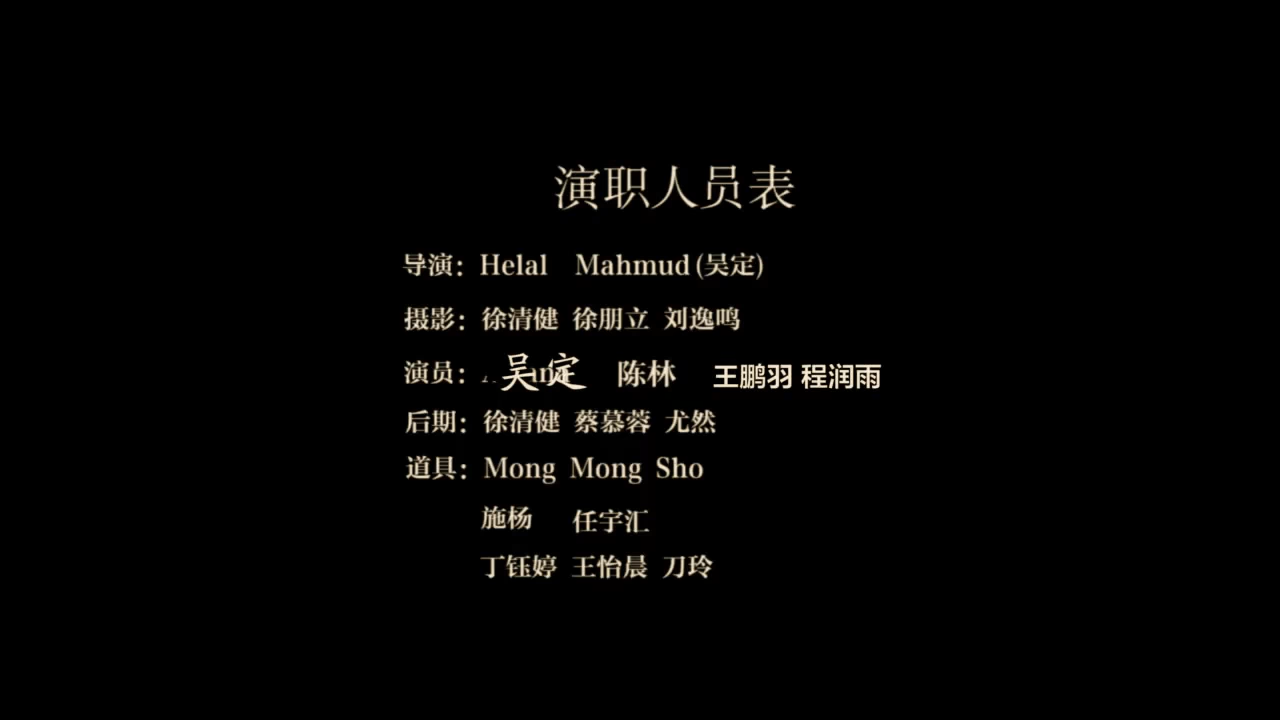 演职人员表
导演：Helal Mahmud(吴定)
摄影：徐清健 徐朋立 刘逸鸣
演员：吴定 陈林 王鹏羽 程润雨
后期：徐清健 蔡慕蓉 尤然
道具：Mong Mong Sho
施杨 任宇汇
丁钰婷 王怡晨 刀玲